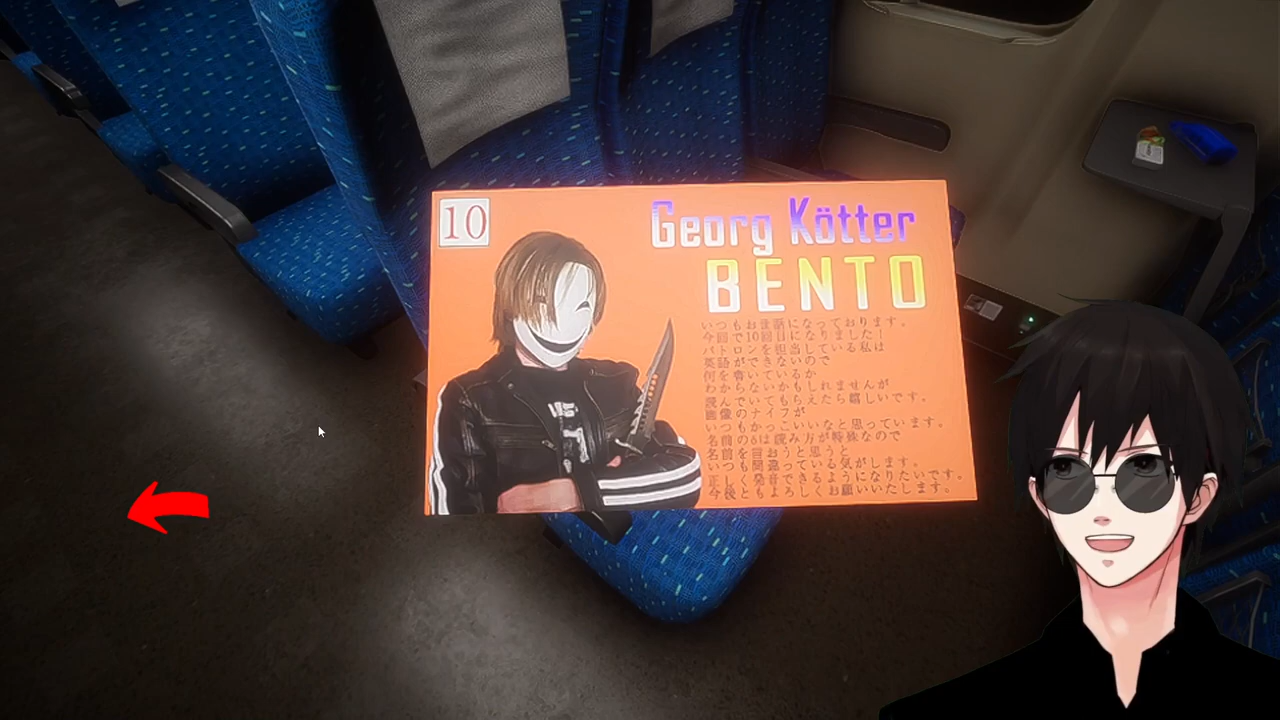 10
Georg Kötter
BENTO
いつもお世話になっております。
今回で10回目になりました！
パトロンを担当している私は
英語ができないので
何を書いているか
わからないかもしれませんが
読んでいてもらえたら嬉しいです。
画像のナイフが
いつもかっこいいなと思っています。
名前のöは読み方が特殊なので
名前を言おうと思うと
いつも間違っている気がします。
正しく発音できるようになりたいです。
今後ともよろしくお願いいたします。